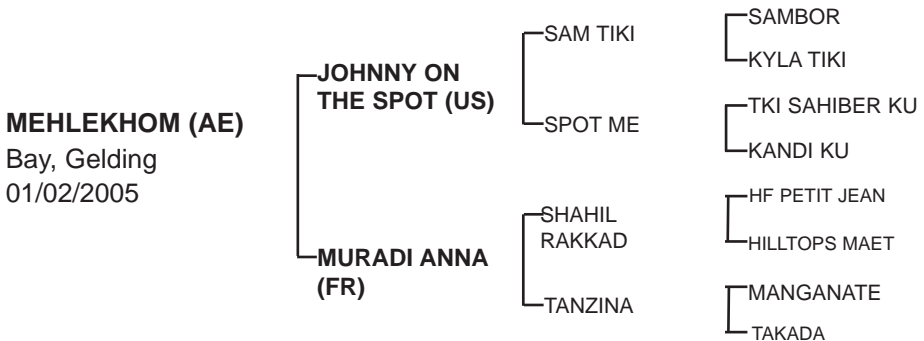 MEHLEKHOM (AE)
Bay, Gelding
01/02/2005
JOHNNY ON
THE SPOT (US)
MURADI ANNA
(FR)
SAM TIKI
SPOT ME
SHAHIL
RAKKAD
TANZINA
SAMBOR
KYLA TIKI
TKI SAHIBER KU
KANDI KU
HF PETIT JEAN
HILLTOPS MAET
MANGANATE
TAKADA